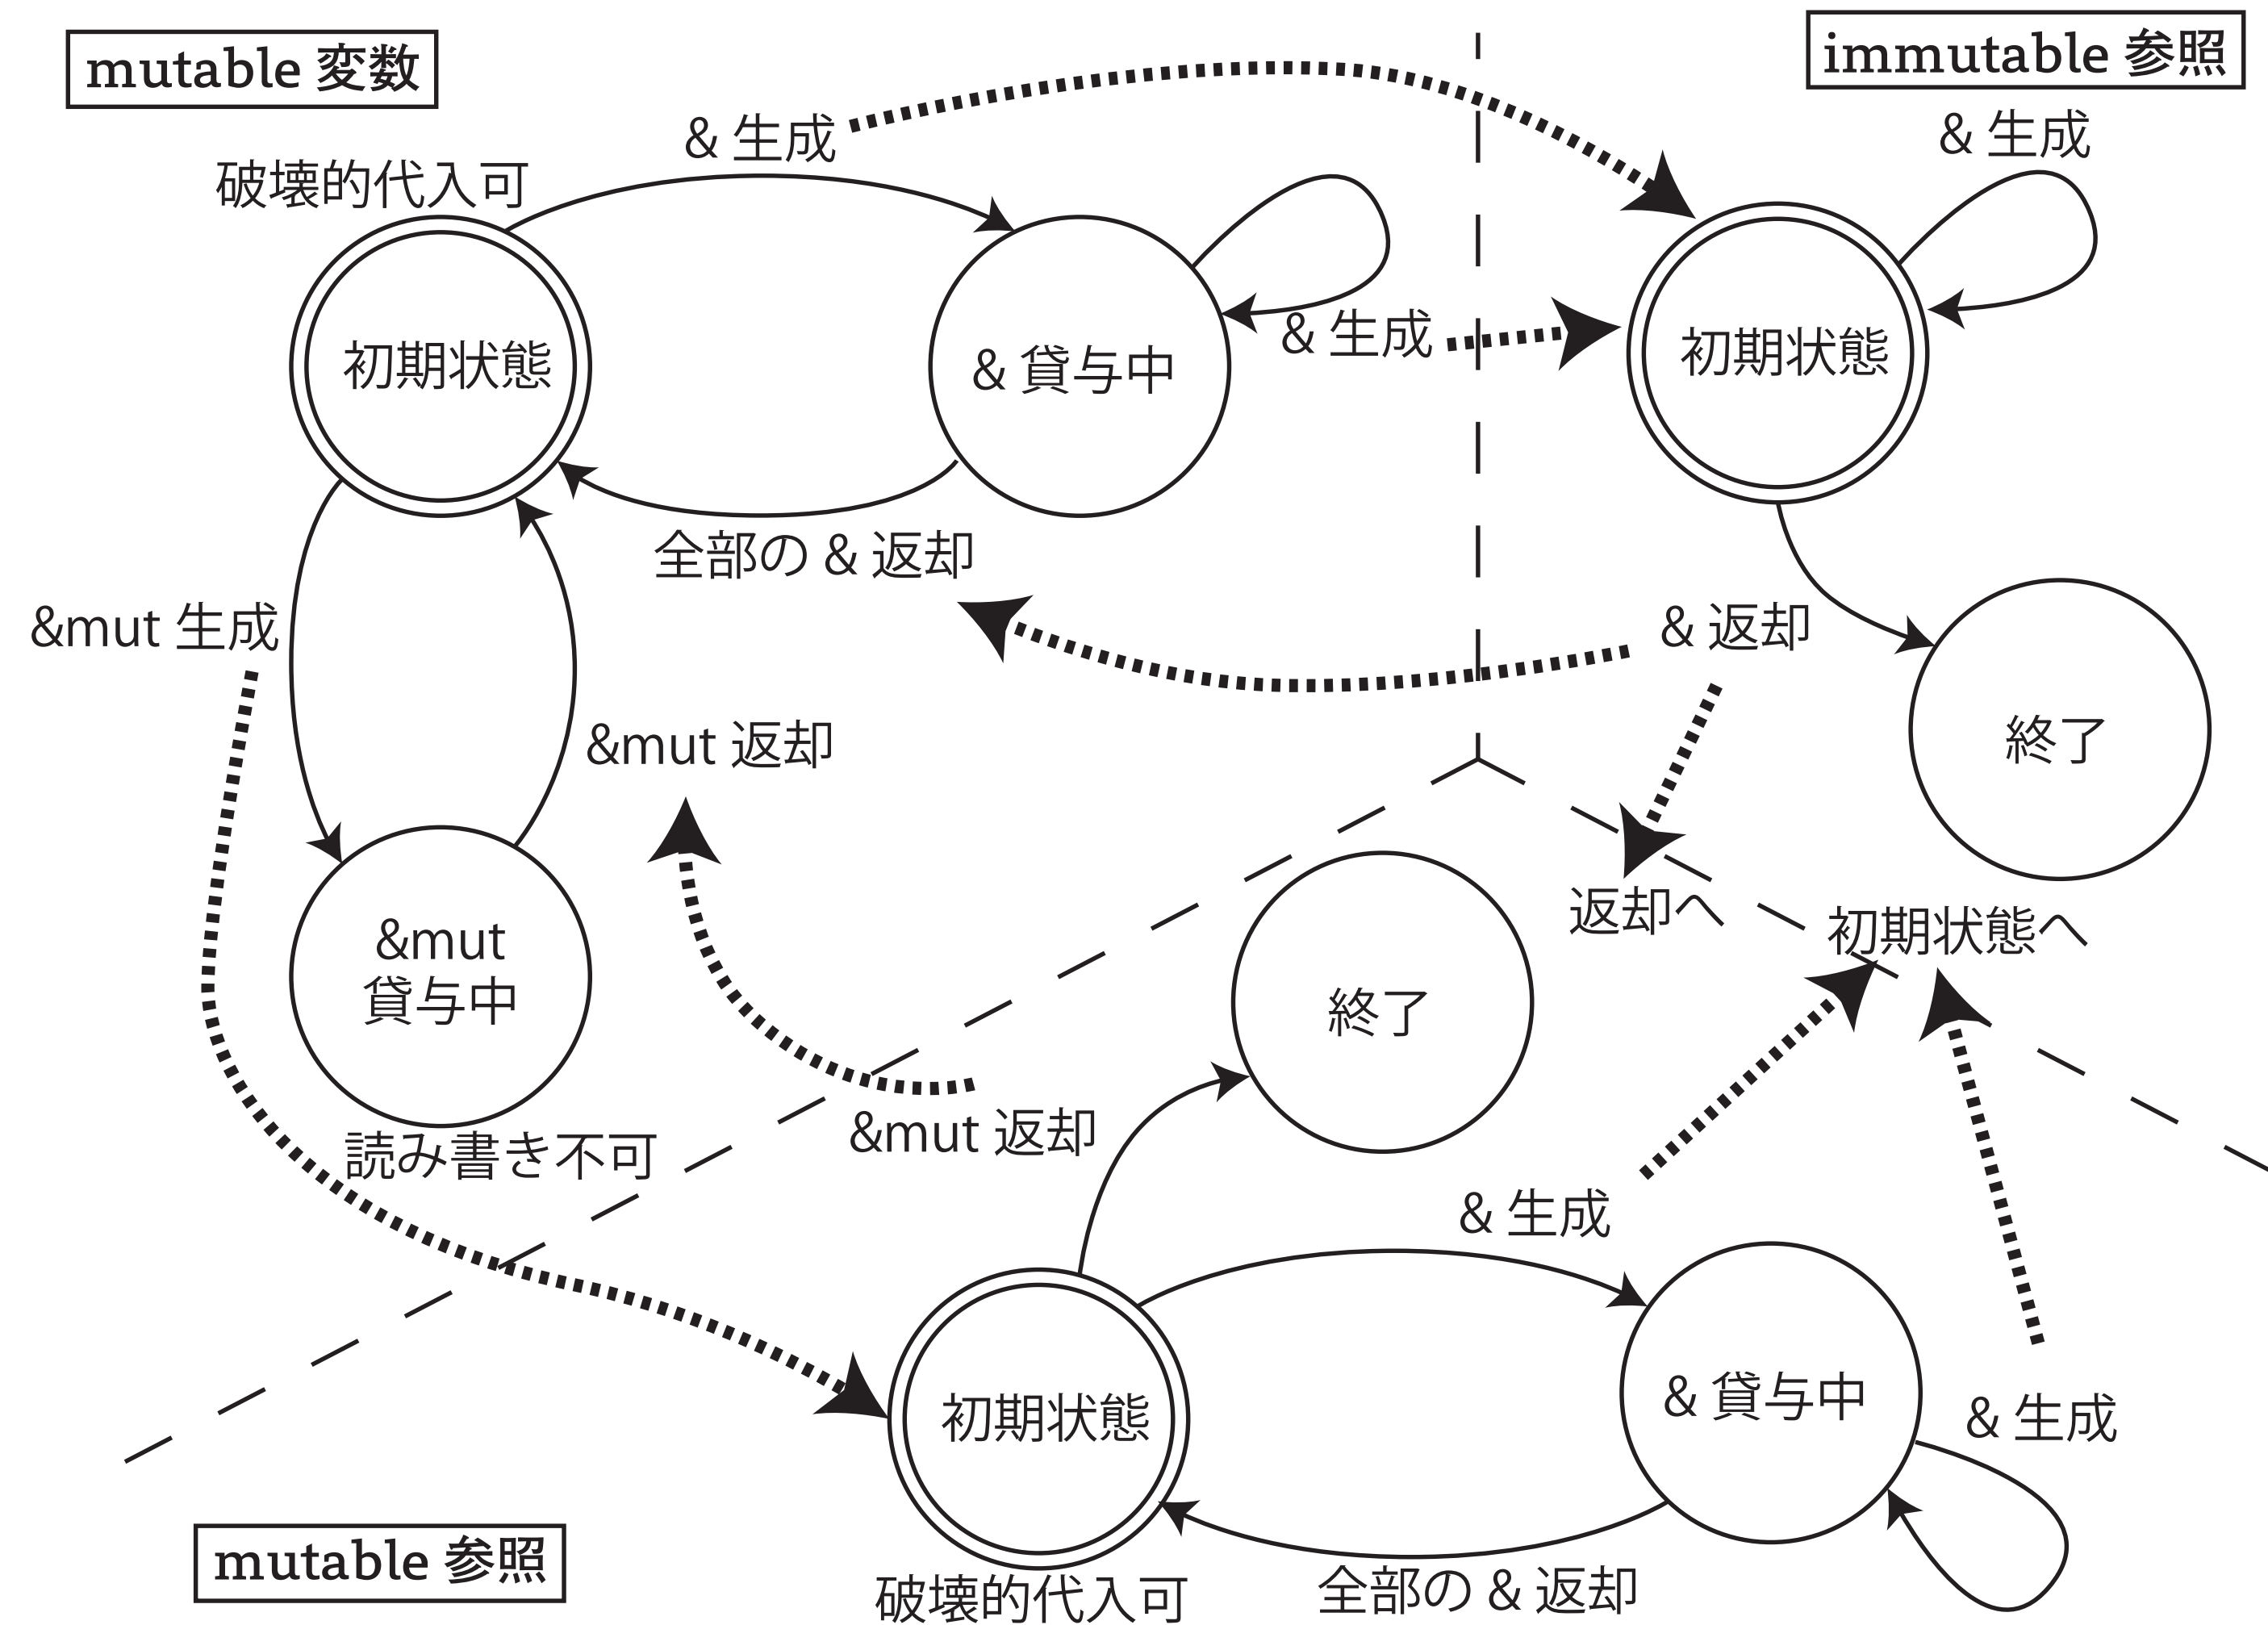 mutable 変数
immutable 参照
& 生成
& 生成
破壊的代入可
初期状態
& 貸与中
& 生成
初期状態
全部の & 返却
&mut 生成
& 返却
&mut 返却
終了
返却へ
初期状態へ
&mut
貸与中
終了
&mut 返却
読み書き不可
& 生成
初期状態
& 貸与中
& 生成
mutable 参照
破壊的代入可
全部の & 返却